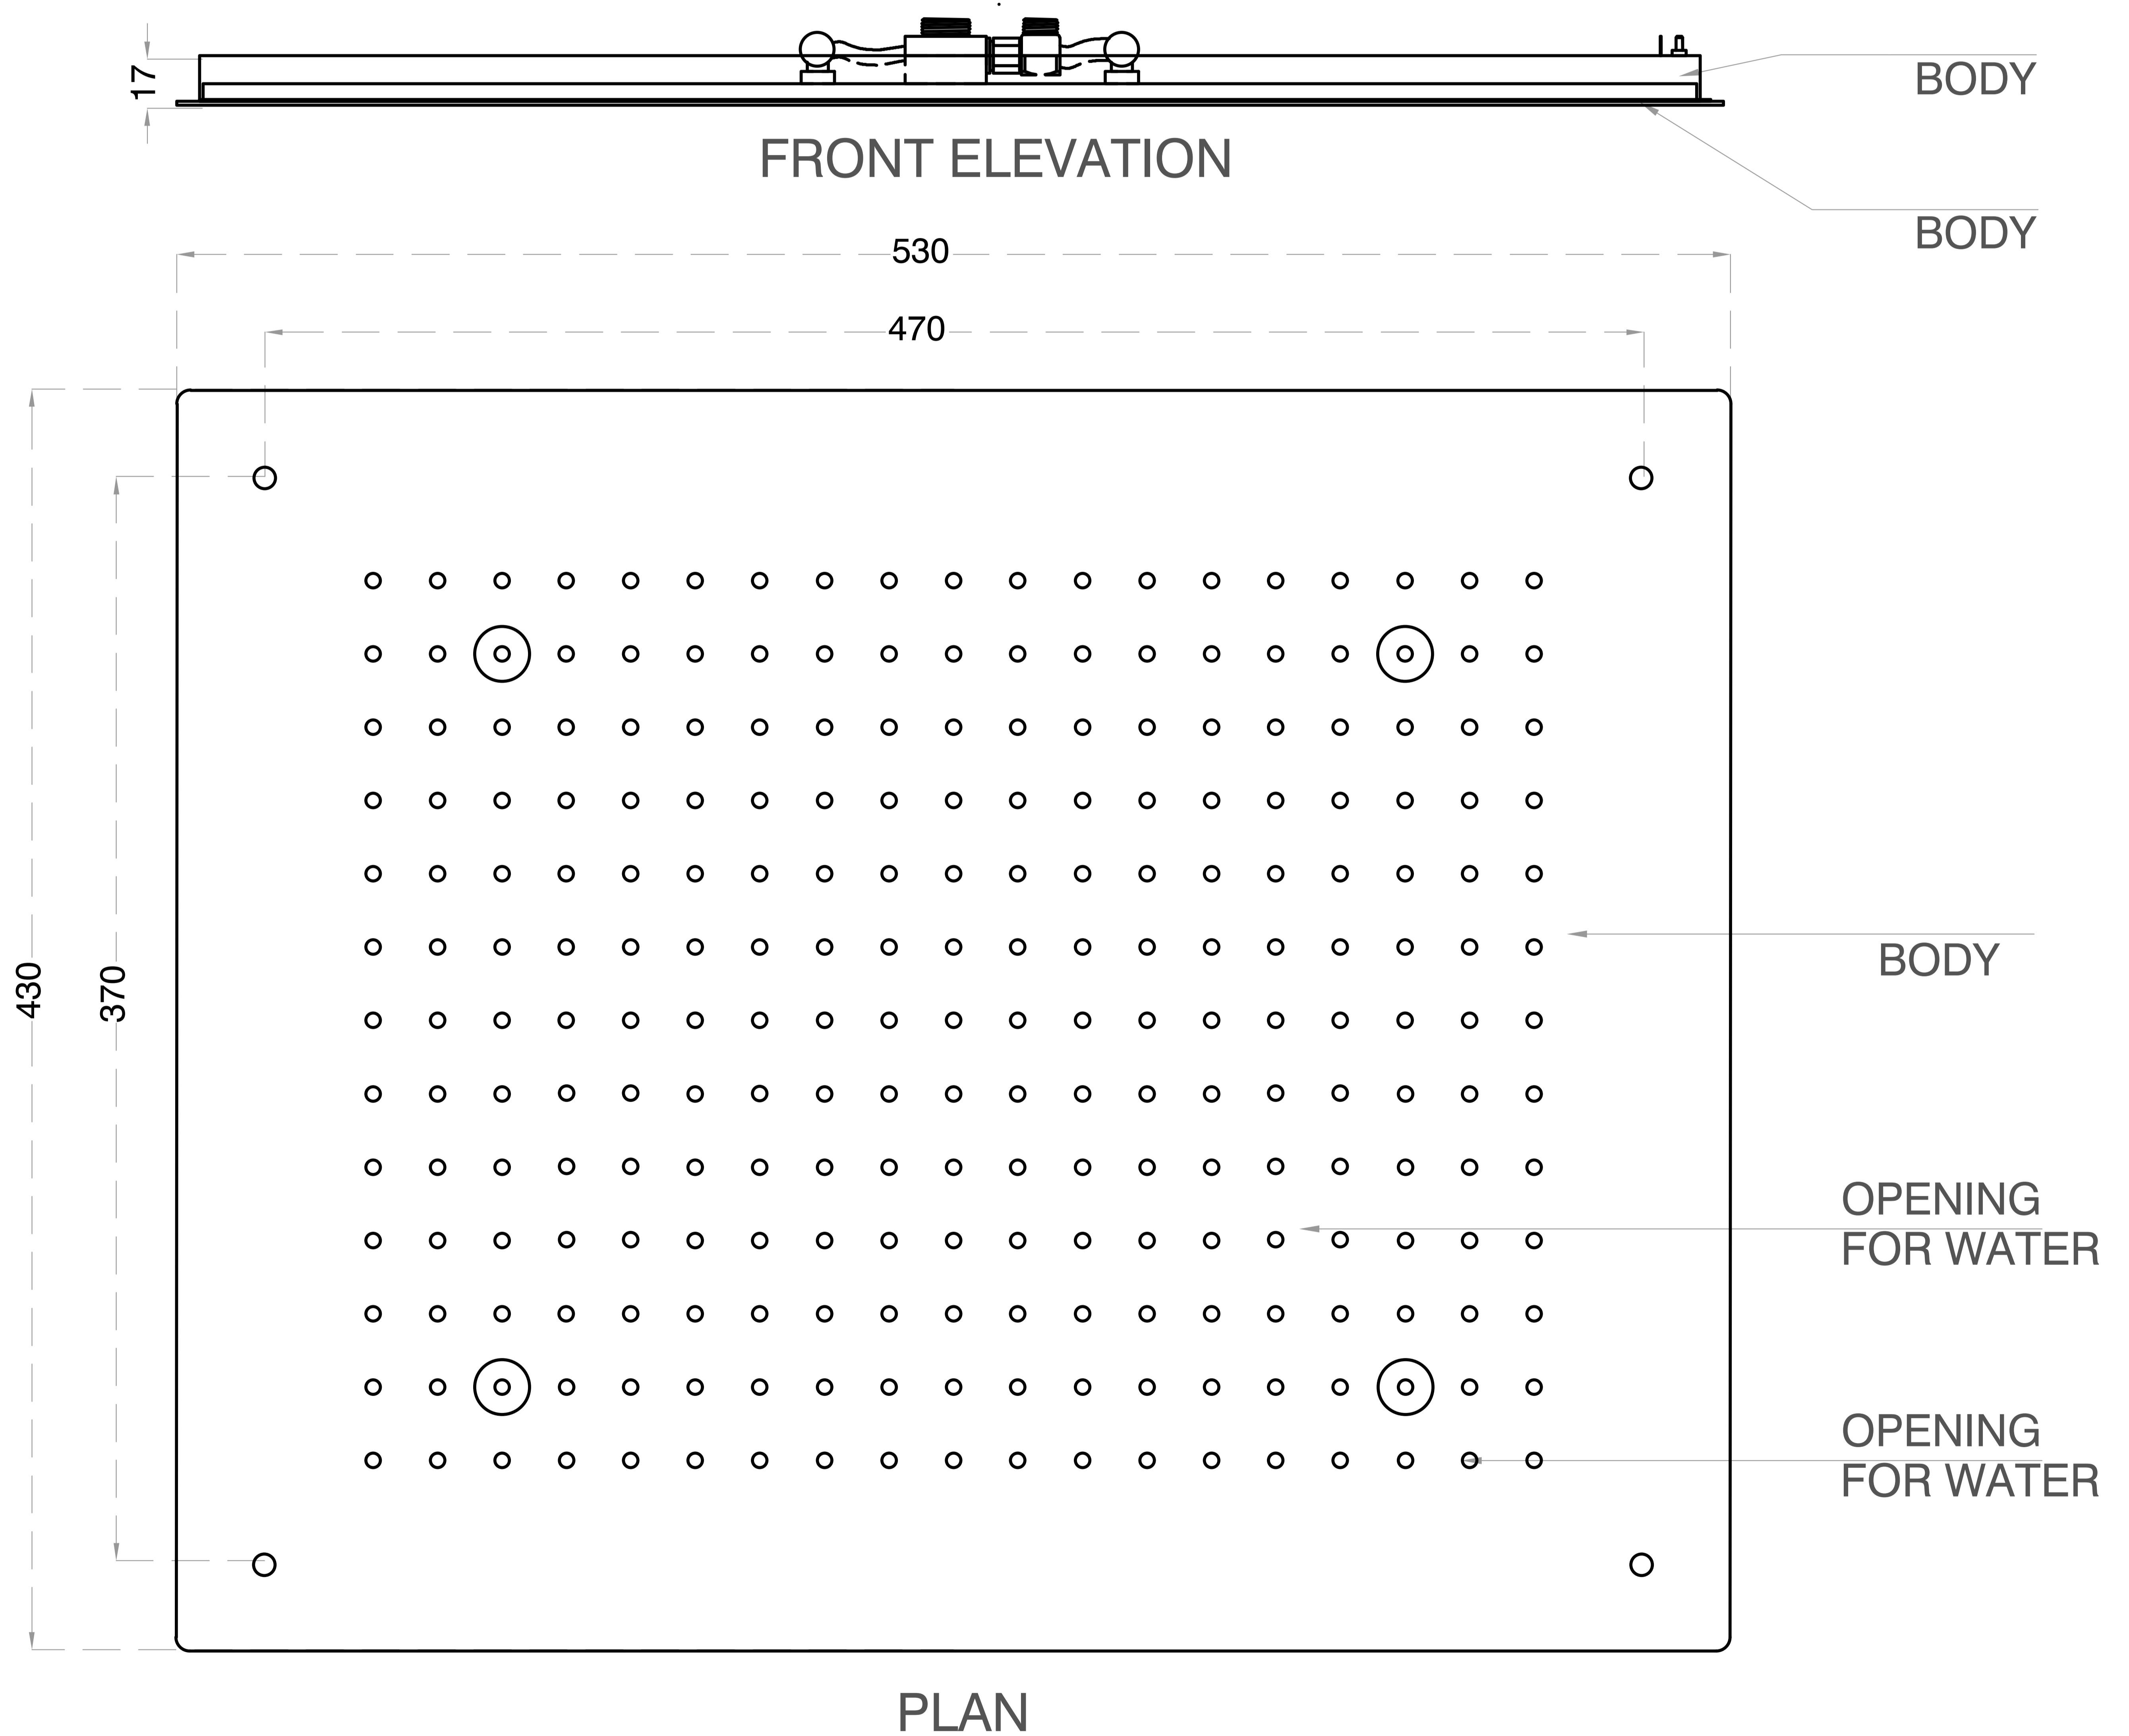 17
BODY
FRONT ELEVATION
BODY
530
470
430
370
BODY
OPENING
FOR WATER
OPENING
FOR WATER
PLAN